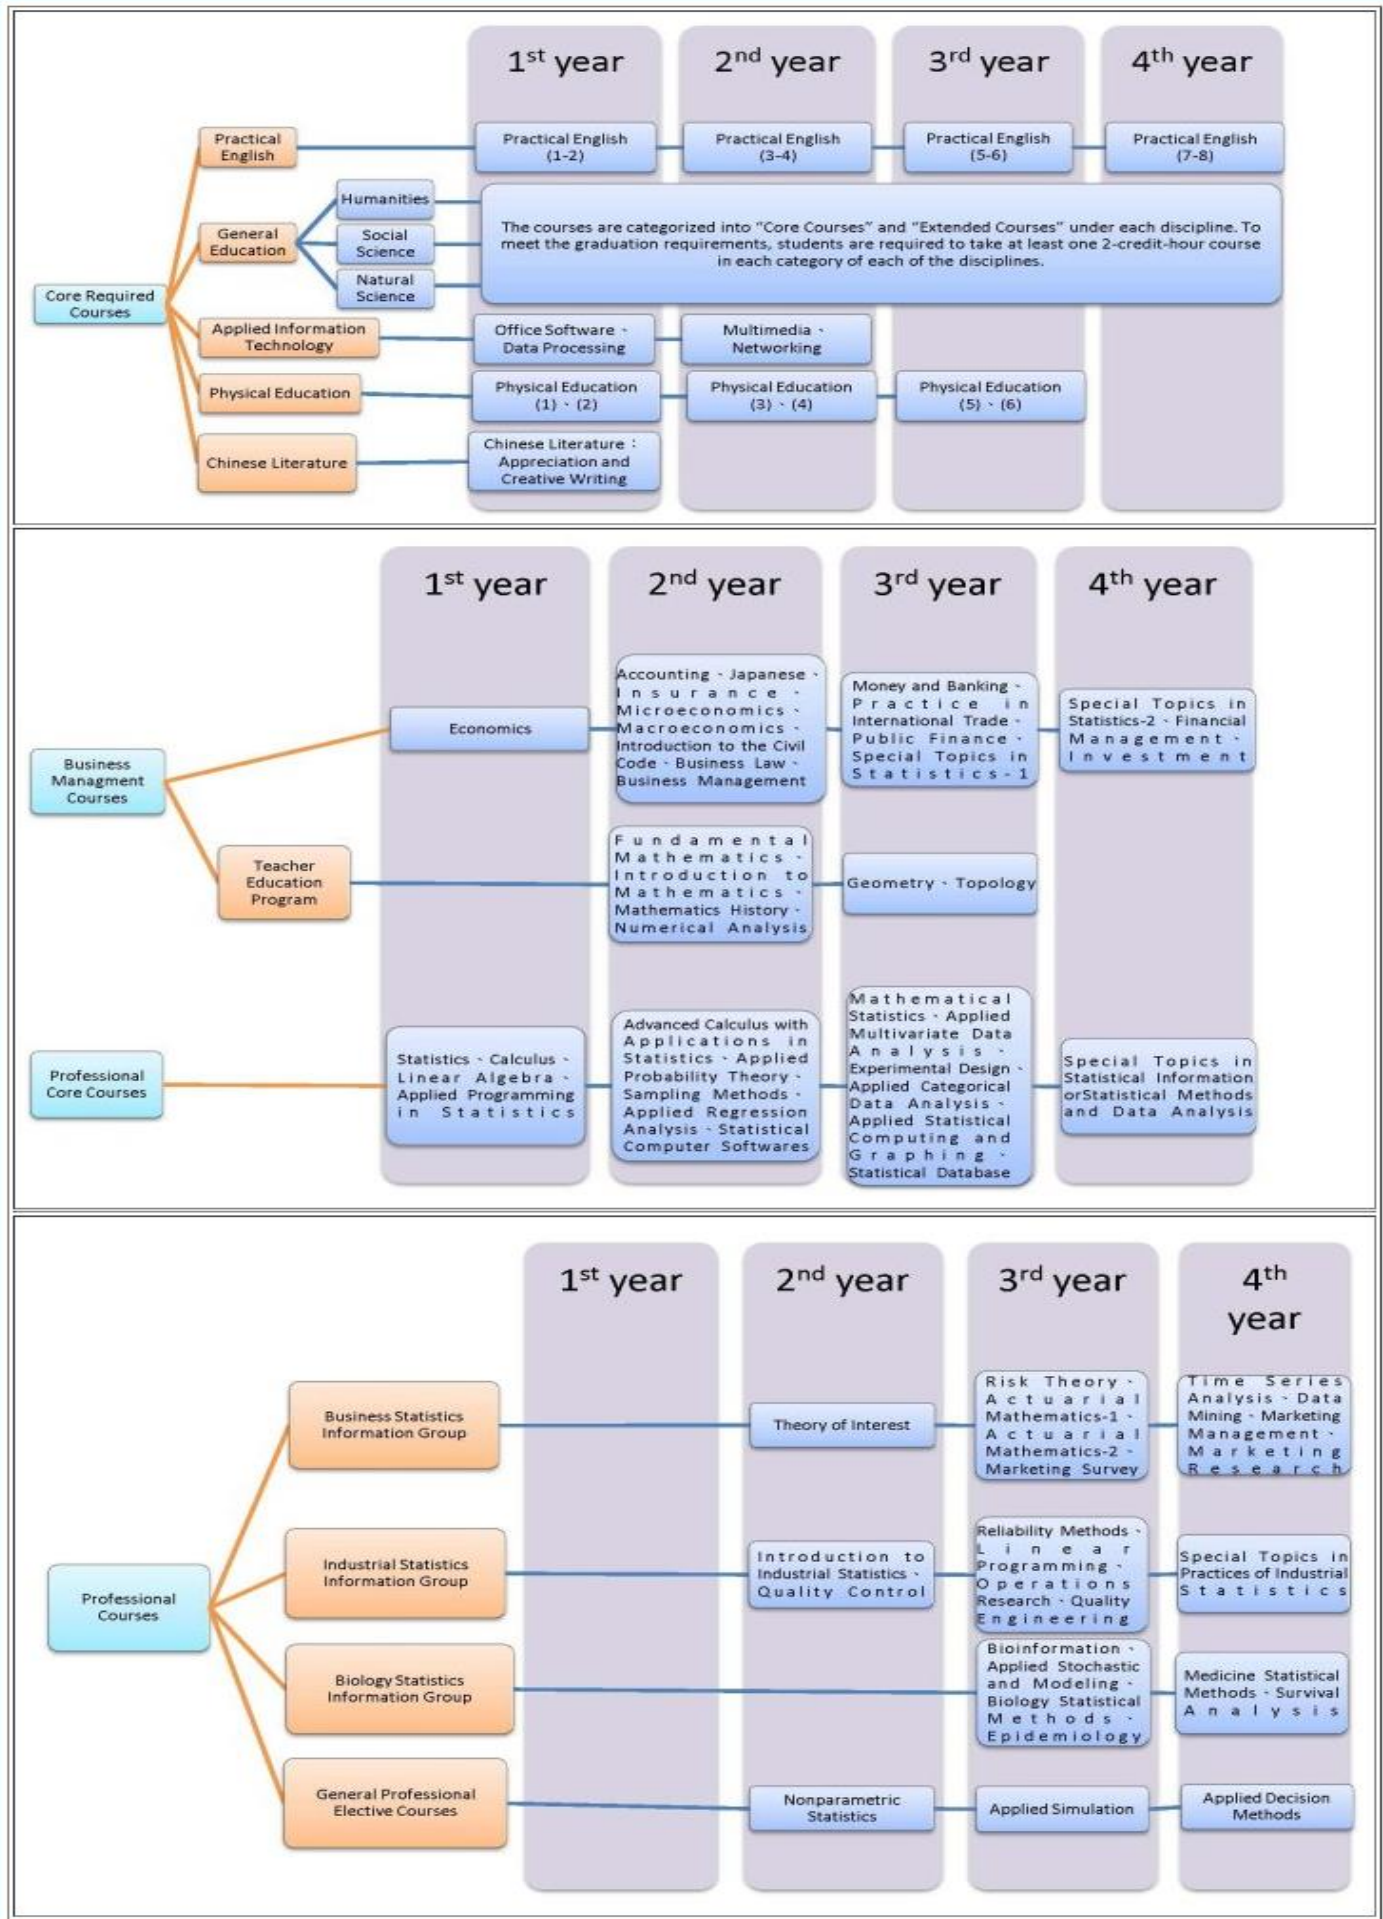 1st year
2nd year
3rd year
4th year
Practical
English
Practical English
(1-2)
Practical English
(3-4)
Practical English
(5-6)
Practical English
(7-8)
General
Education
Humanities
Social
Science
Natural
Science
The courses are categorized into “Core Courses” and “Extended Courses” under each discipline. To
meet the graduation requirements, students are required to take at least one 2-credit-hour course
in each category of each of the disciplines.
Core Required
Courses
Applied Information
Technology
Office Software、
Data Processing
Multimedia、
Networking
Physical Education
Physical Education
(1)、(2)
Physical Education
(3)、(4)
Physical Education
(5)、(6)
Chinese Literature
Chinese Literature：
Appreciation and
Creative Writing
1st year
2nd year
3rd year
4th year
Business
Managment
Courses
Economics
Accounting、Japanese、
Insurance、
Microeconomics、
Macroeconomics、
Introduction to the Civil
Code、Business Law、
Business Management
Money and Banking、
Practice in
International Trade、
Public Finance、
Special Topics in
Statistics-1
Special Topics in
Statistics-2、Financial
Management、
Investment
Teacher
Education
Program
Fundamental
Mathematics、
Introduction to
Mathematics、
Mathematics History、
Numerical Analysis
Geometry、Topology
Professional
Core Courses
Statistics、Calculus、
Linear Algebra、
Applied Programming
in Statistics
Advanced Calculus with
Applications in
Statistics、Applied
Probability Theory、
Sampling Methods、
Applied Regression
Analysis、Statistical
Computer Softwares
Mathematical
Statistics、Applied
Multivariate Data
Analysis、
Experimental Design、
Applied Categorical
Data Analysis、
Applied Statistical
Computing and
Graphing、
Statistical Database
Special Topics in
Statistical Information
orStatistical Methods
and Data Analysis
1st year
2nd year
3rd year
4th
year
Professional
Courses
Business Statistics
Information Group
Theory of Interest
Risk Theory、
Actuarial
Mathematics-1、
Actuarial
Mathematics-2、
Marketing Survey
Time Series
Analysis、Data
Mining、Marketing
Management、
Marketing
Research
Industrial Statistics
Information Group
Introduction to
Industrial Statistics、
Quality Control
Reliability Methods、
Linear
Programming、
Operations
Research、Quality
Engineering
Special Topics in
Practices of Industrial
Statistics
Biology Statistics
Information Group
Bioinformation、
Applied Stochastic
and Modeling、
Biology Statistical
Methods、
Epidemiology
Medicine Statistical
Methods、Survival
Analysis
General Professional
Elective Courses
Nonparametric
Statistics
Applied Simulation
Applied Decision
Methods